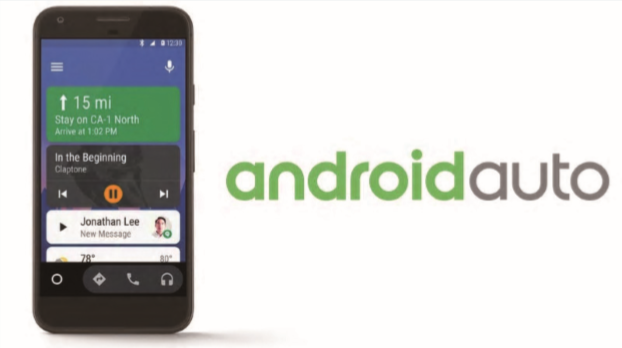 12:39
15 mi
Stay on CA-1 North
Arrive at 1:02 PM
In the Beginning
Claptone
Jonathan Lee
New Message
78° 80°
androidauto